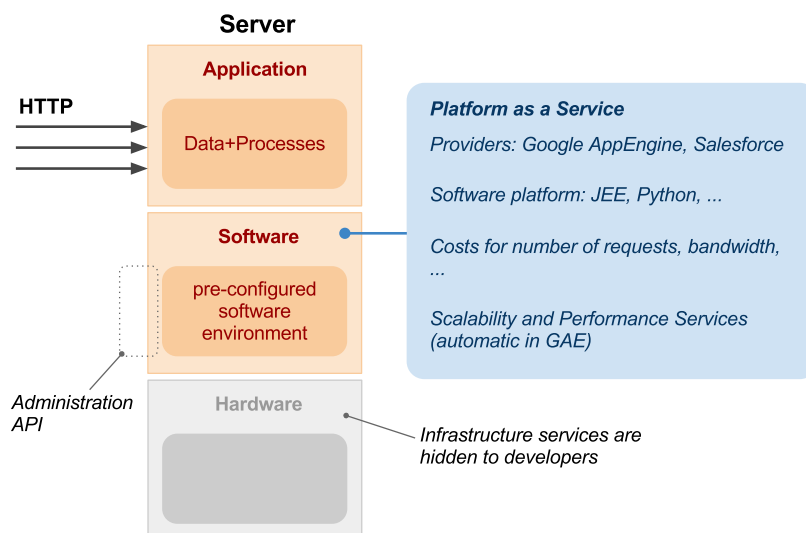 Server
Application
HTTP
Data+Processes
Platform as a Service
Providers: Google AppEngine, Salesforce
Software platform: JEE, Python, ...
Costs for number of requests, bandwidth,
...
Scalability and Performance Services
(automatic in GAE)
Software
pre-configured
software
environment
Administration
API
Hardware
Infrastructure services are
hidden to developers